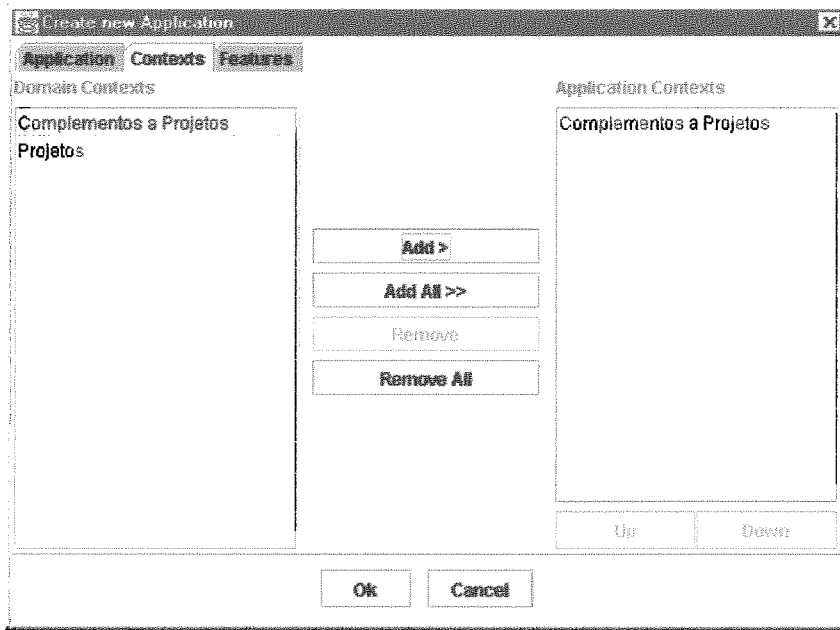 Create new Application
Application Contexts Features
Domain Contexts
Application Contexts
Complementos a Projetos
Projetos
Complementos a Projetos
Add >
Add All >>
Remove
Remove All
Up Down
Ok Cancel